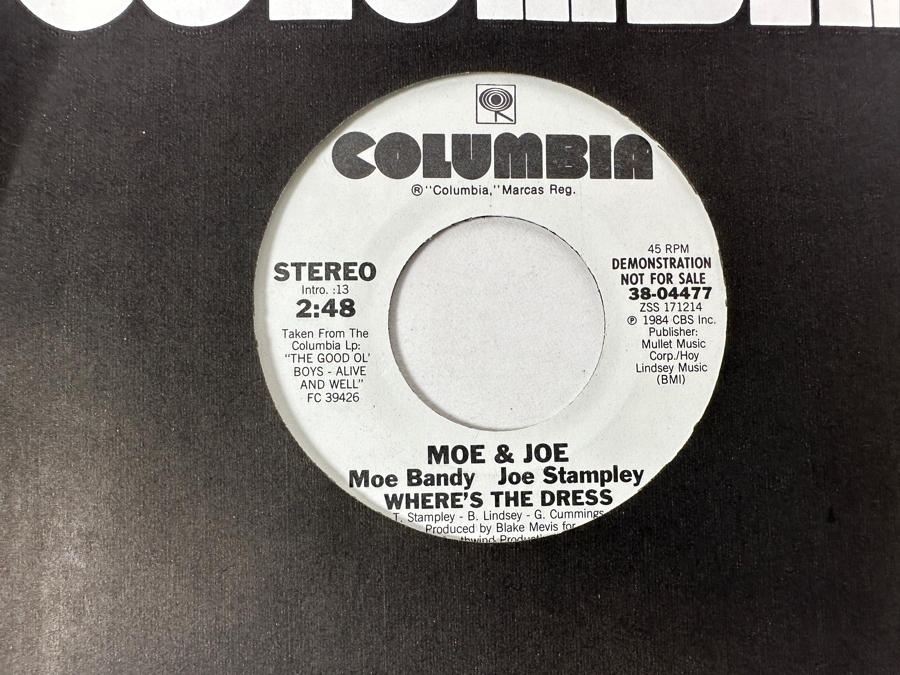 COLUMBIA
COLUMBIA
® "Columbia," Marcas Reg.
STEREO
Intro. :13
2:48
Taken From The
Columbia Lp:
"THE GOOD OL'
BOYS - ALIVE
AND WELL"
FC 39426
45 RPM
DEMONSTRATION
NOT FOR SALE
38-04477
ZSS 171214
℗ 1984 CBS Inc.
Publisher:
Mullet Music
Corp./Hoy
Lindsey Music
(BMI)
MOE & JOE
Moe Bandy Joe Stampley
WHERE'S THE DRESS
T. Stampley - B. Lindsey - G. Cummings
Produced by Blake Mevis for